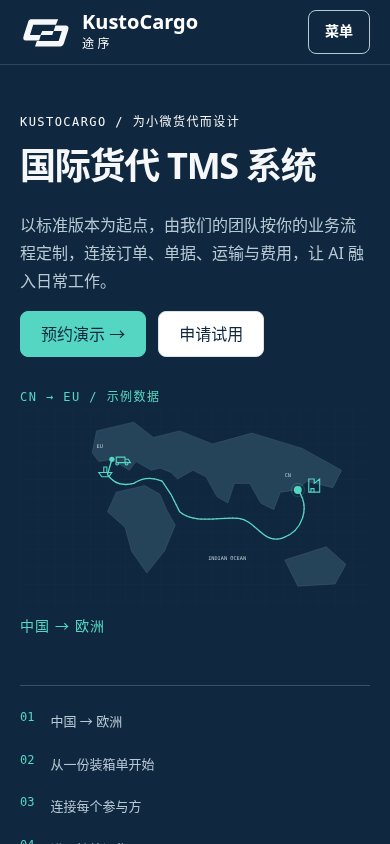 KustoCargo
途序
菜单
KUSTOCARGO / 为小微货代而设计
国际货代 TMS 系统
以标准版本为起点，由我们的团队按你的业务流
程定制，连接订单、单据、运输与费用，让 AI 融
入日常工作。
预约演示 →
申请试用
CN → EU / 示例数据
EU
CN
INDIAN OCEAN
中国 → 欧洲
01 中国 → 欧洲
02 从一份装箱单开始
03 连接每个参与方